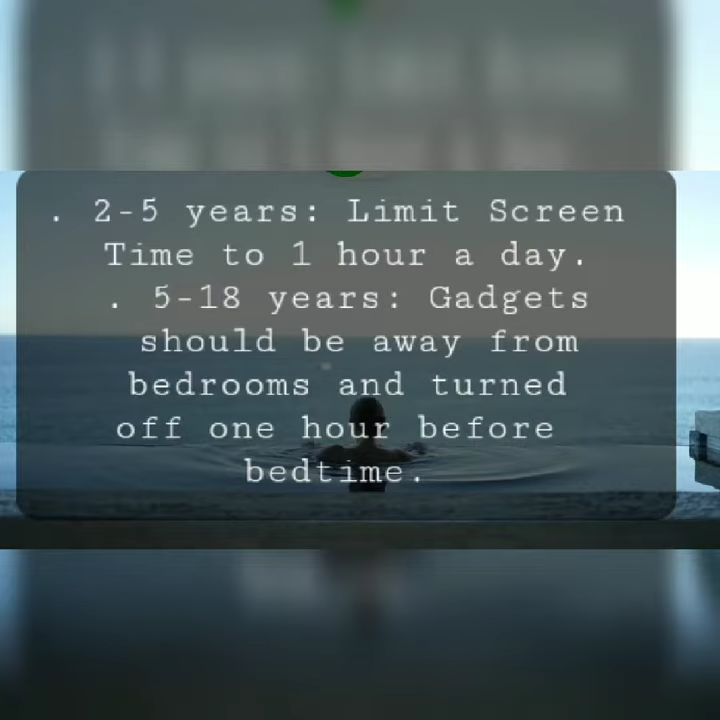 . 2-5 years: Limit Screen
Time to 1 hour a day.
. 5-18 years: Gadgets
should be away from
bedrooms and turned
off one hour before
bedtime.